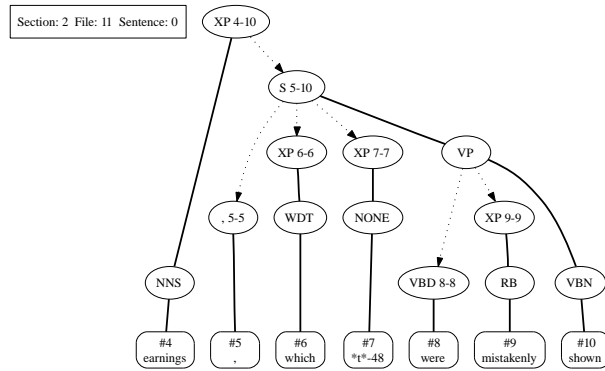 Section: 2 File: 11 Sentence: 0
XP 4-10
S 5-10
XP 6-6
XP 7-7
VP
, 5-5
WDT
NONE
XP 9-9
NNS
VBD 8-8
RB
VBN
#4
earnings
#5
,
#6
which
#7
*t*-48
#8
were
#9
mistakenly
#10
shown